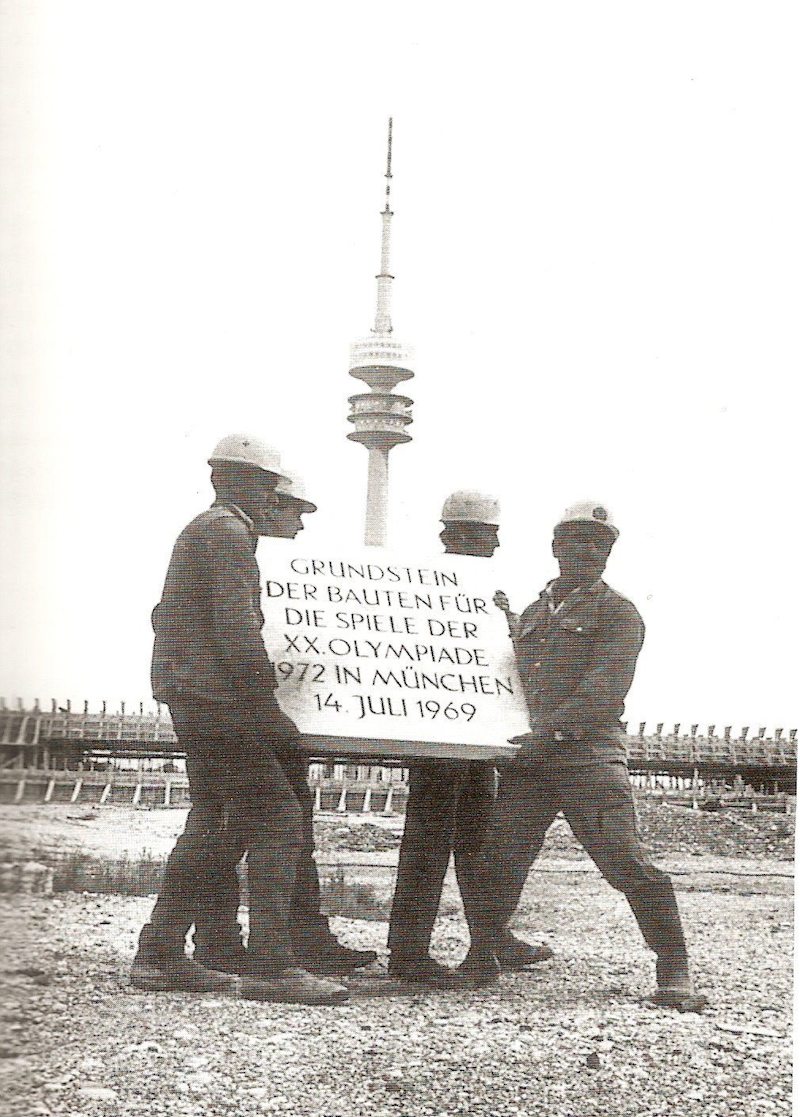 GRUNDSTEIN
DER BAUTEN FÜR
DIE SPIELE DER
XX. OLYMPIADE
1972 IN MÜNCHEN
14. JULI 1969